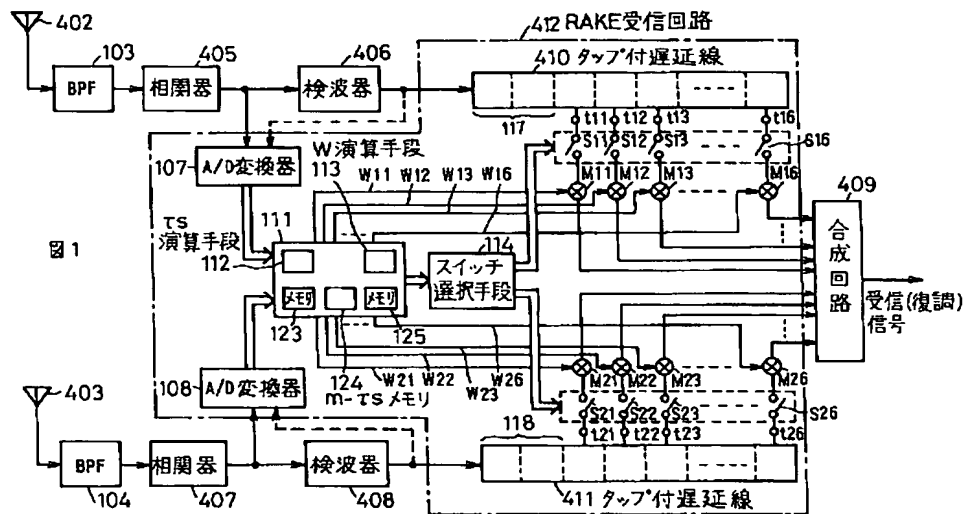 412 RAKE受信回路
402
103
405
406
BPF
相関器
検波器
410 タップ付遅延線
117
t11 t12 t13 t16
S11 S12 S13 S16
M11 M12 M13 M16
107
A/D変換器
W演算手段
113
W11 W12 W13 W16
409
合成回路
受信(復調)
信号
図1
τS
演算手段
111
112
114
スイッチ
選択手段
メモリ
メモリ
123
124
125
m-τSメモリ
W21 W22 W23 W26
M21 M22 M23 M26
S21 S22 S23 S26
t21 t22 t23 t26
108
A/D変換器
403
118
BPF
相関器
検波器
104
407
408
411 タップ付遅延線